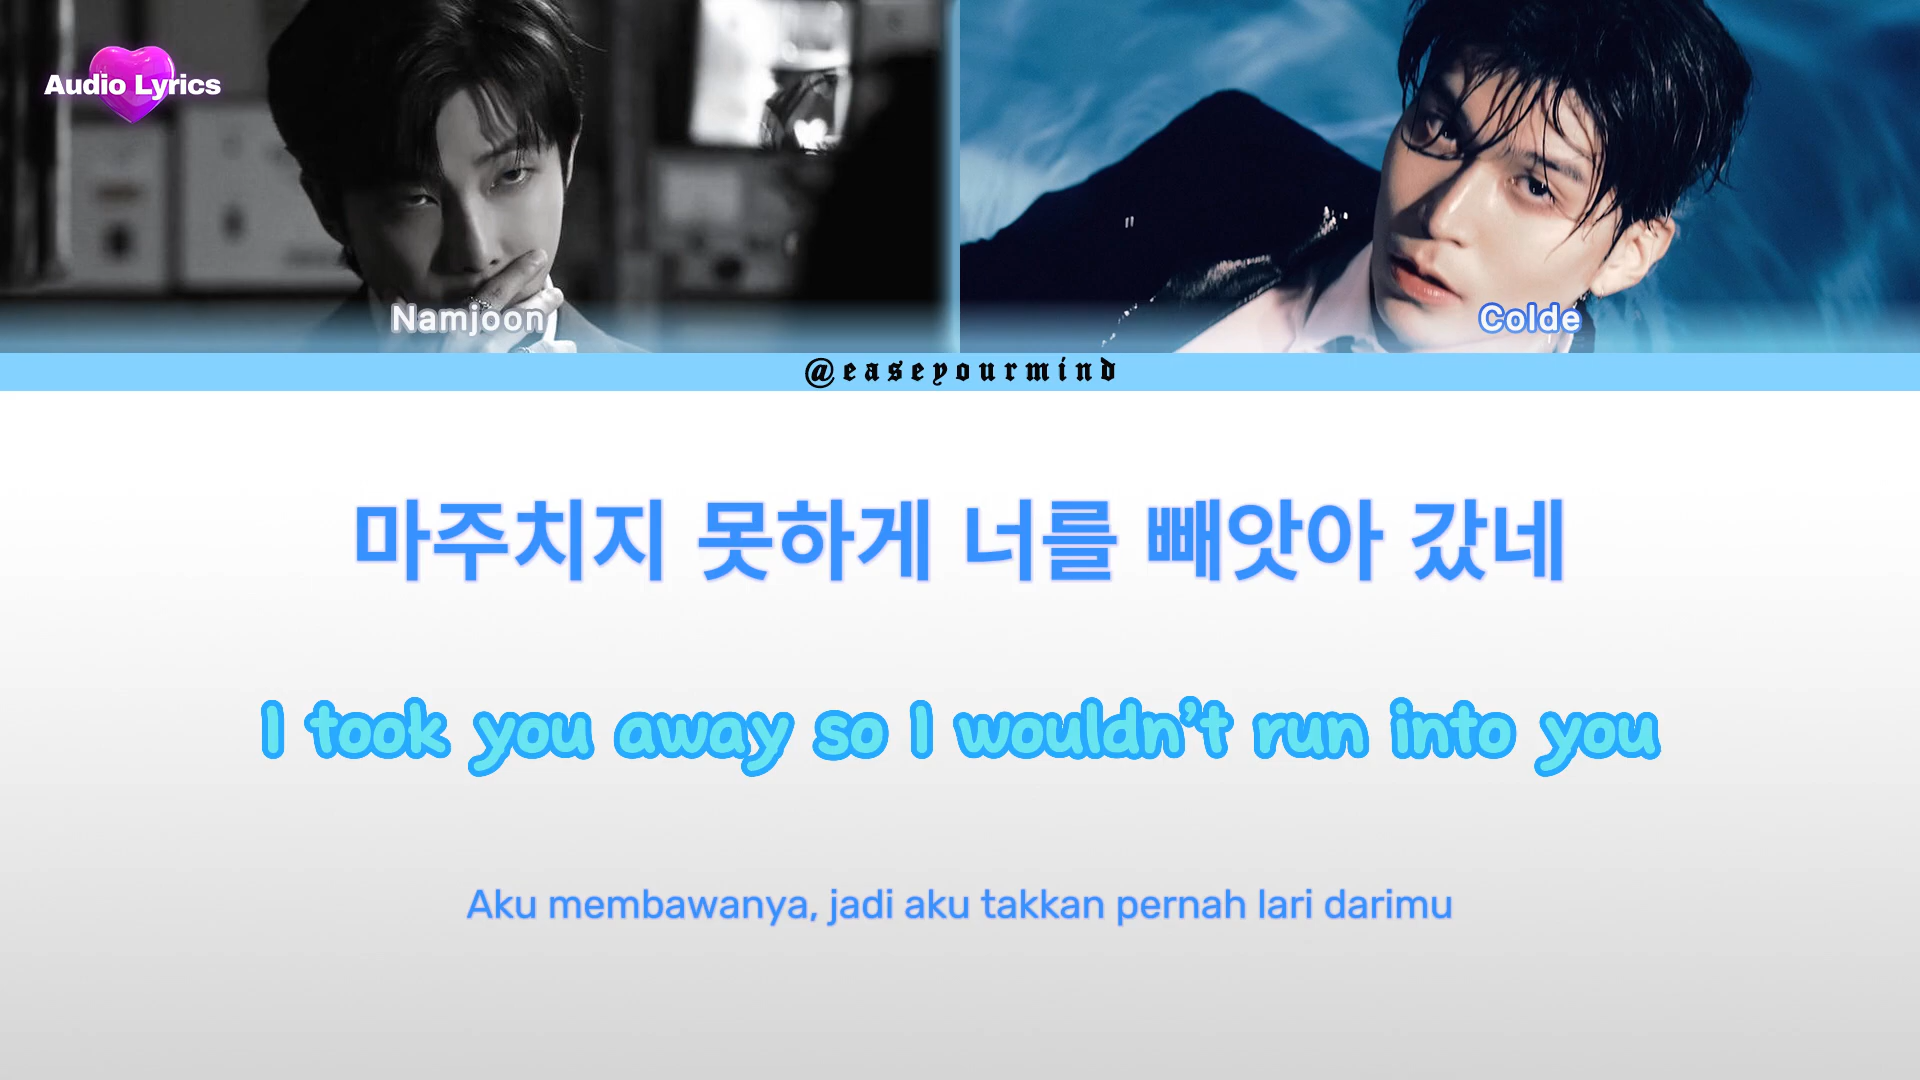 Audio Lyrics
Namjoon
Colde
@easeyourmind
마주치지 못하게 너를 빼앗아 갔네
I took you away so I wouldn't run into you
Aku membawanya, jadi aku takkan pernah lari darimu